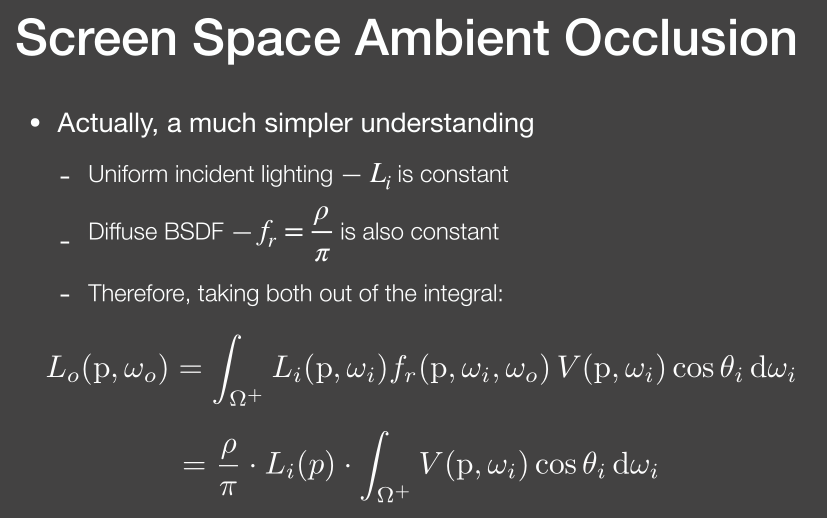 Screen Space Ambient Occlusion
• Actually, a much simpler understanding
- Uniform incident lighting — $L_i$ is constant
- Diffuse BSDF — $f_r = \frac{\rho}{\pi}$ is also constant
- Therefore, taking both out of the integral:
$L_o(\mathrm{p}, \omega_o) = \int_{\Omega^+} L_i(\mathrm{p}, \omega_i) f_r(\mathrm{p}, \omega_i, \omega_o) V(\mathrm{p}, \omega_i) \cos\theta_i \, \mathrm{d}\omega_i$
$= \frac{\rho}{\pi} \cdot L_i(p) \cdot \int_{\Omega^+} V(\mathrm{p}, \omega_i) \cos\theta_i \, \mathrm{d}\omega_i$